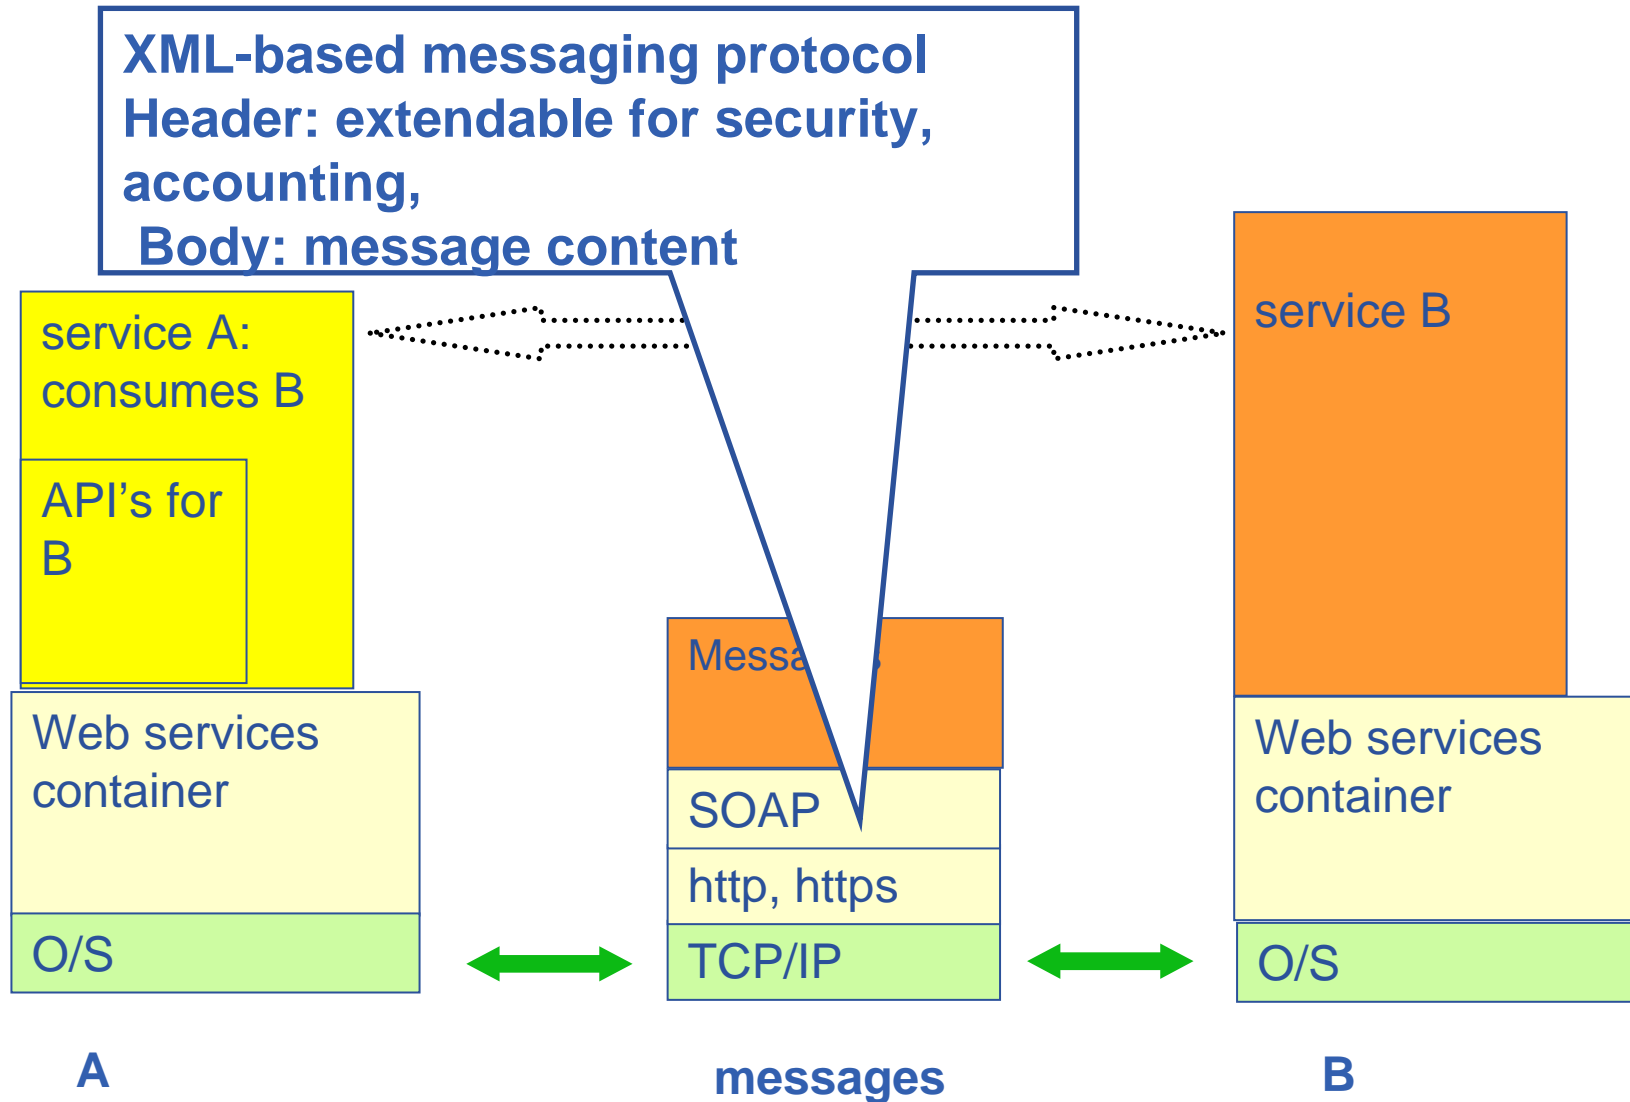 XML-based messaging protocol
Header: extendable for security,
accounting,
Body: message content
service A:
consumes B
API's for
B
Web services
container
O/S
A
SOAP
http, https
TCP/IP
messages
service B
Web services
container
O/S
B